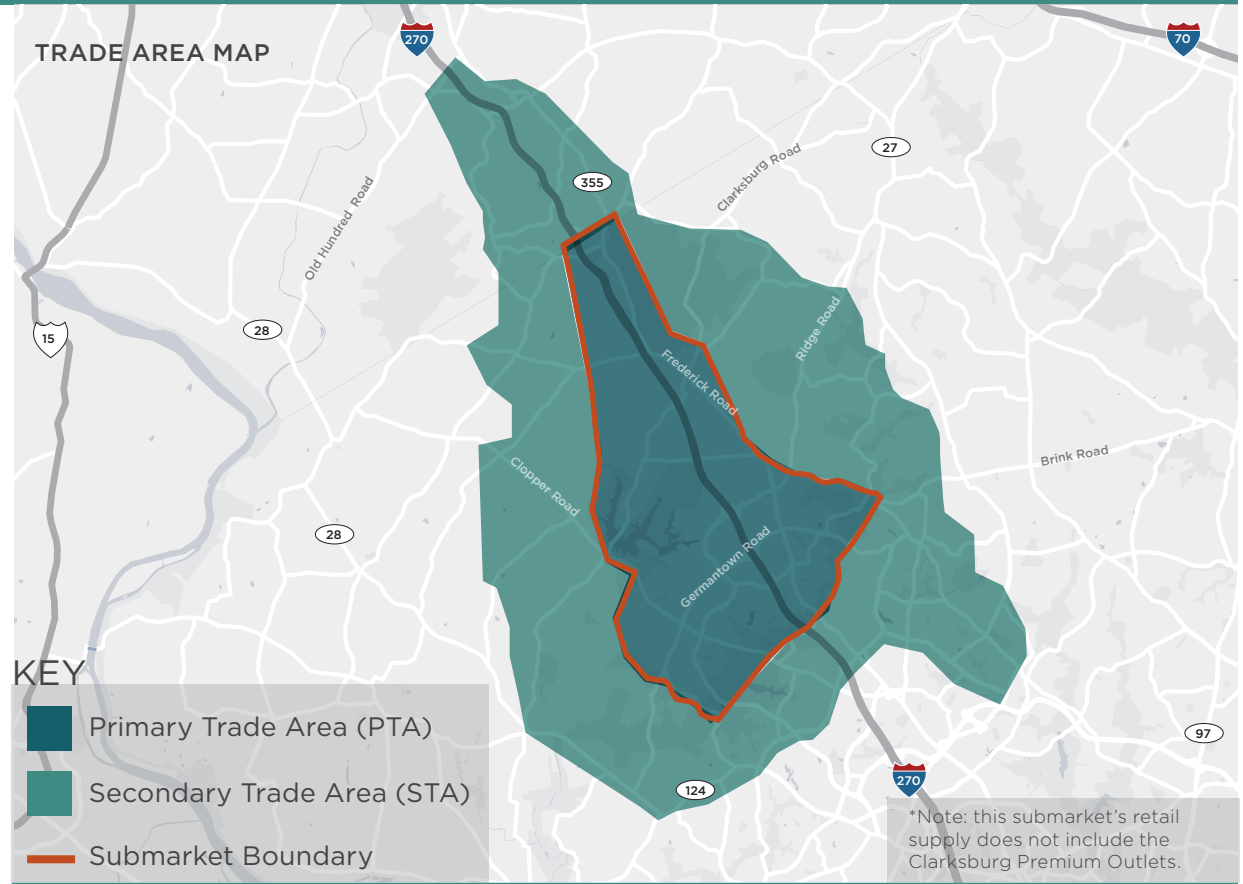 TRADE AREA MAP
270
70
355
Clarksburg Road
27
Old Hundred Road
28
15
Ridge Road
Frederick Road
Brink Road
Clopper Road
28
Germantown Road
KEY
Primary Trade Area (PTA)
Secondary Trade Area (STA)
Submarket Boundary
97
270
124
*Note: this submarket's retail
supply does not include the
Clarksburg Premium Outlets.